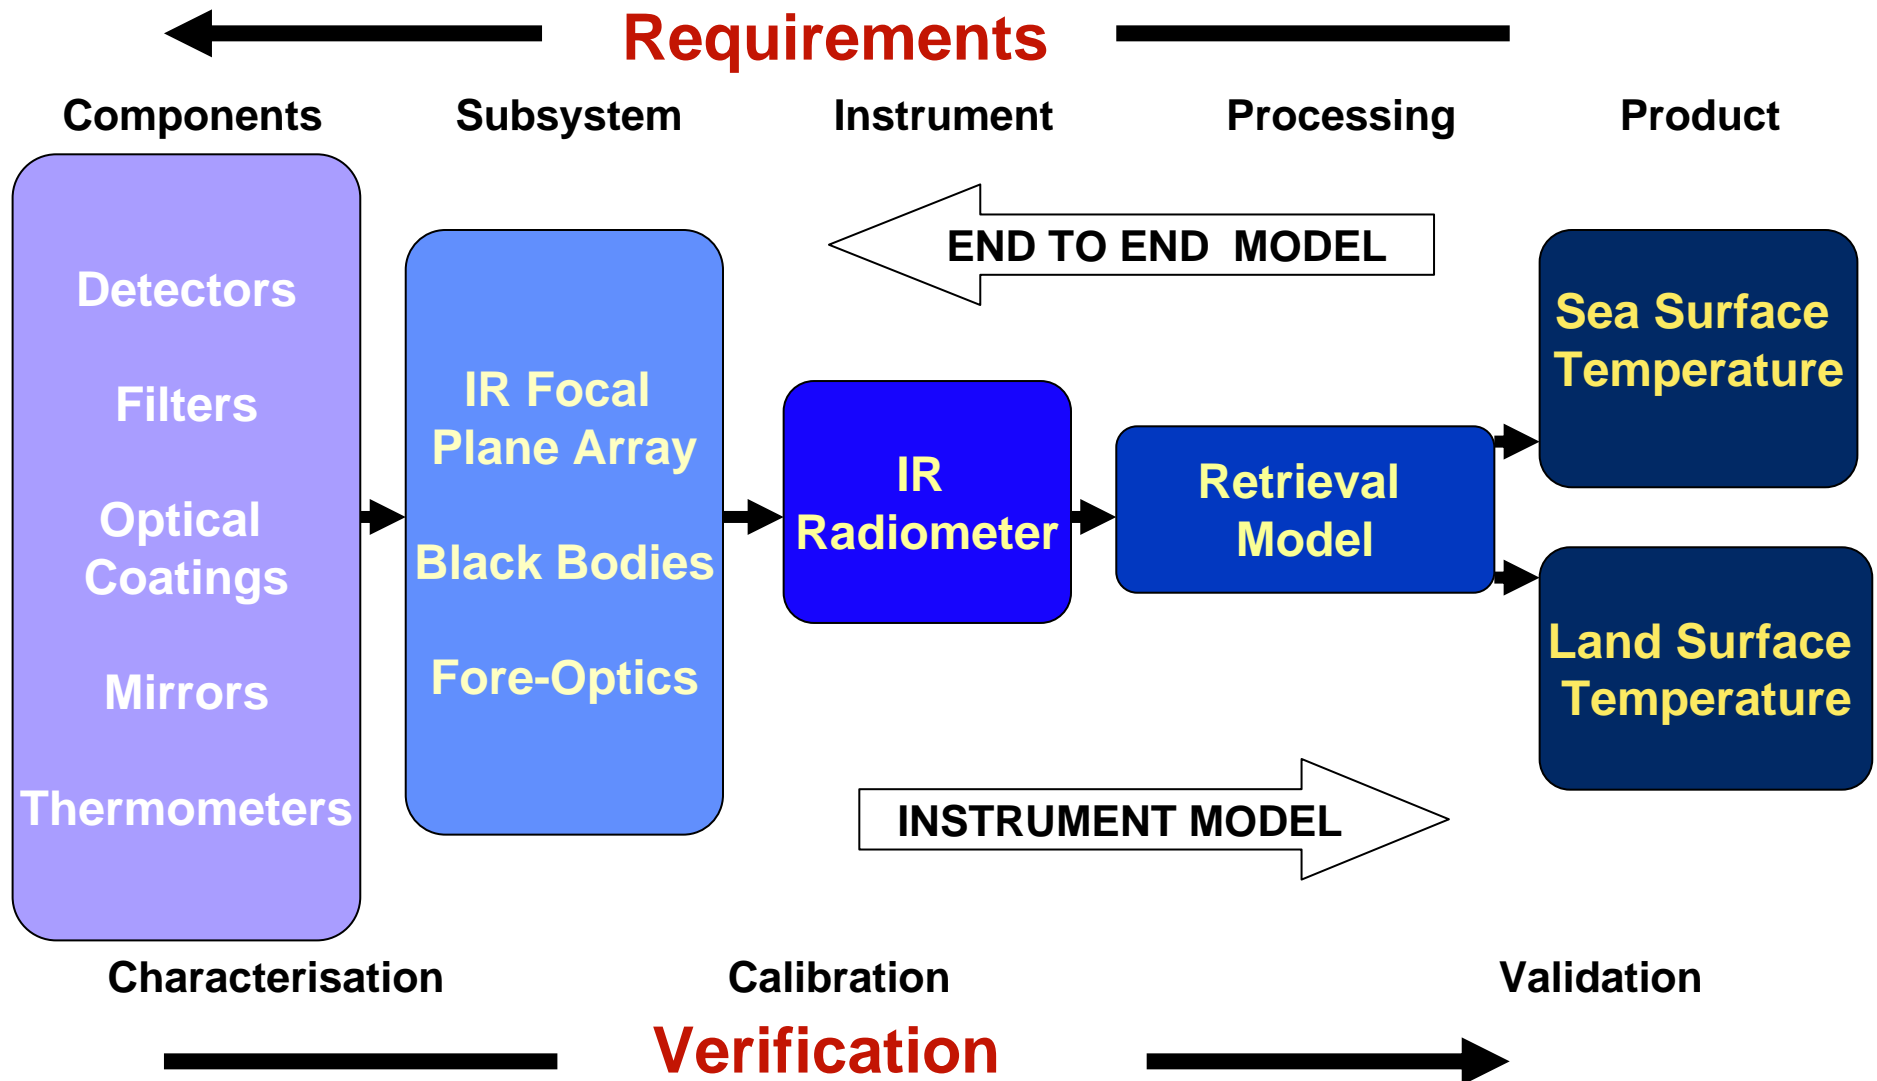 Requirements
Components
Subsystem
Instrument
Processing
Product
Detectors
Filters
Optical
Coatings
Mirrors
Thermometers
IR Focal
Plane Array
Black Bodies
Fore-Optics
END TO END MODEL
IR
Radiometer
Retrieval
Model
INSTRUMENT MODEL
Sea Surface
Temperature
Land Surface
Temperature
Characterisation
Calibration
Validation
Verification